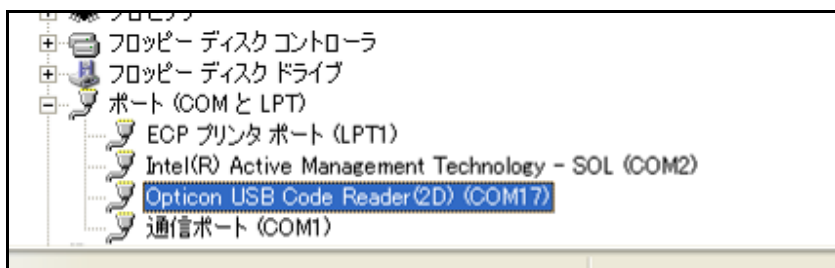 フロッピー ディスク コントローラ
フロッピー ディスク ドライブ
ポート (COM と LPT)
ECP プリンタ ポート (LPT1)
Intel(R) Active Management Technology - SOL (COM2)
Opticon USB Code Reader(2D) (COM17)
通信ポート (COM1)